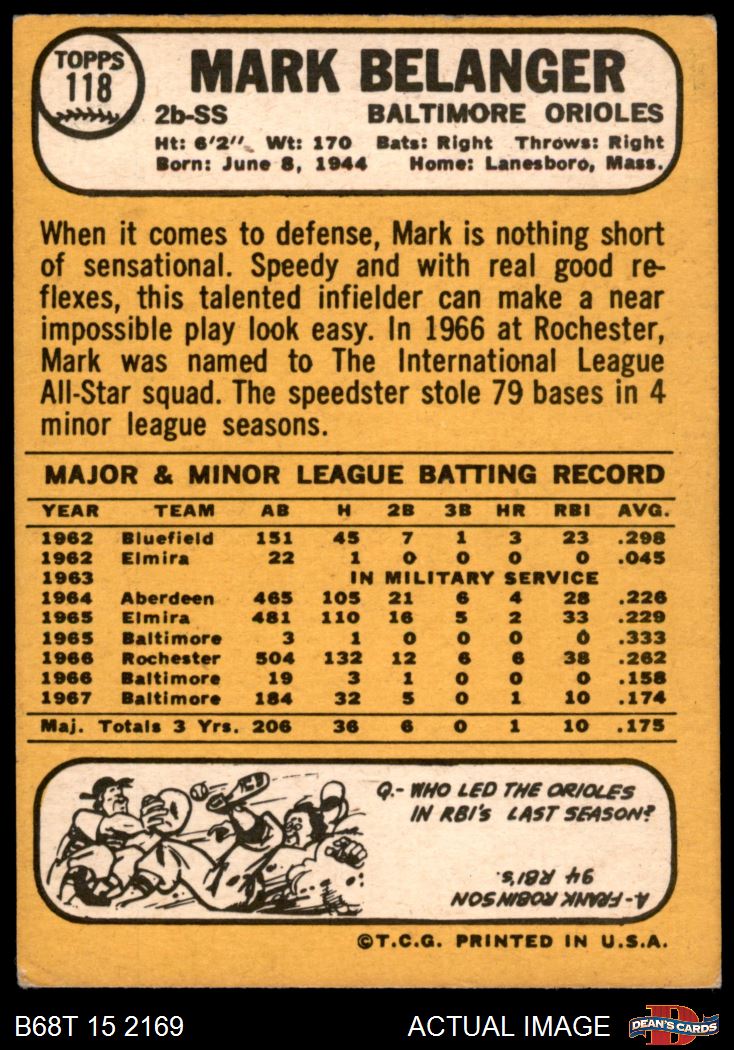 TOPPS
118
MARK BELANGER
2b-SS BALTIMORE ORIOLES
Ht: 6'2" Wt: 170 Bats: Right Throws: Right
Born: June 8, 1944 Home: Lanesboro, Mass.
When it comes to defense, Mark is nothing short
of sensational. Speedy and with real good re-
flexes, this talented infielder can make a near
impossible play look easy. In 1966 at Rochester,
Mark was named to The International League
All-Star squad. The speedster stole 79 bases in 4
minor league seasons.
MAJOR & MINOR LEAGUE BATTING RECORD
YEAR TEAM AB H 2B 3B HR RBI AVG.
1962 Bluefield 151 45 7 1 3 23 .298
1962 Elmira 22 1 0 0 0 0 .045
1963 IN MILITARY SERVICE
1964 Aberdeen 465 105 21 6 4 28 .226
1965 Elmira 481 110 16 5 2 33 .229
1965 Baltimore 3 1 0 0 0 0 .333
1966 Rochester 504 132 12 6 6 38 .262
1966 Baltimore 19 3 1 0 0 0 .158
1967 Baltimore 184 32 5 0 1 10 .174
Maj. Totals 3 Yrs. 206 36 6 0 1 10 .175
Q.- WHO LED THE ORIOLES
IN RBI'S LAST SEASON?
A- FRANK ROBINSON
94 RBI'S.
©T.C.G. PRINTED IN U.S.A.
B68T 15 2169 ACTUAL IMAGE
D
DEAN'S CARDS